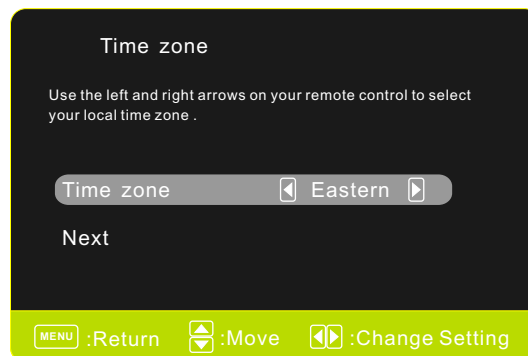 Time zone
Use the left and right arrows on your remote control to select
your local time zone .
Time zone Eastern
Next
MENU :Return :Move :Change Setting